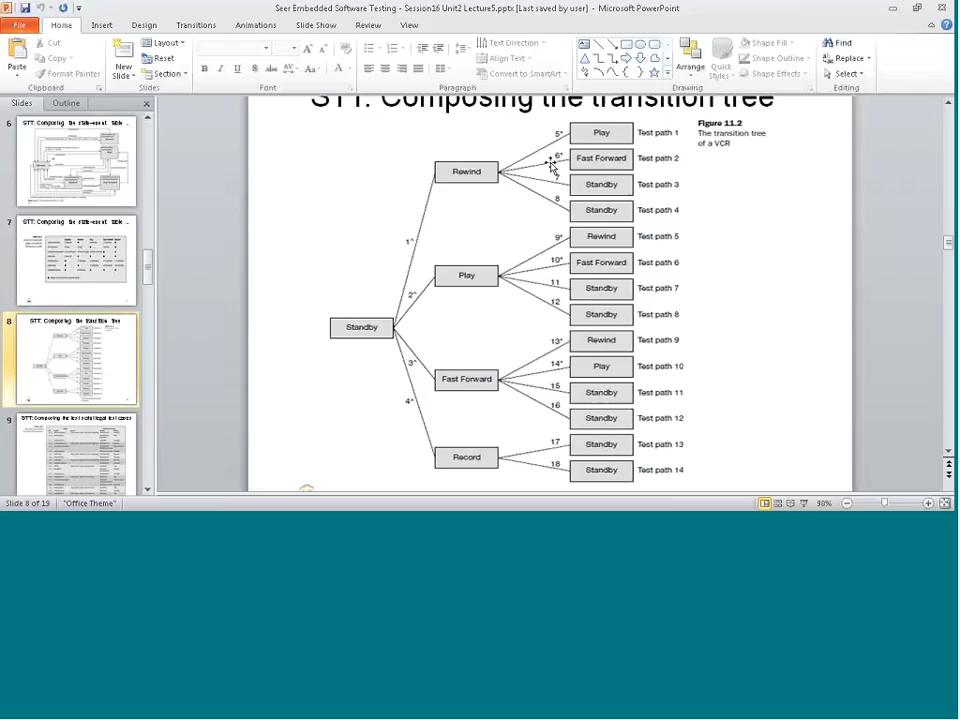 Seer Embedded Software Testing - Session16 Unit2 Lecture5.pptx [Last saved by user] - Microsoft PowerPoint
File Home Insert Design Transitions Animations Slide Show Review View
Cut
Copy
Format Painter
Paste
Clipboard
New
Slide
Layout
Reset
Section
Slides
B I U S abc AV Aa A
Font
Text Direction
Align Text
Convert to SmartArt
Paragraph
Arrange
Quick
Styles
Shape Fill
Shape Outline
Shape Effects
Drawing
Find
Replace
Select
Editing
Slides Outline
6
STT: Composing the state-event table ..
7
STT: Composing the state-event table ..
8
STT: Composing the transition tree
9
STT: Composing the test script legal test cases
STT: Composing the transition tree
Figure 11.2
The transition tree
of a VCR
Standby
1*
2*
3*
4*
Rewind
Play
Fast Forward
Record
5* Play Test path 1
6* Fast Forward Test path 2
7 Standby Test path 3
8 Standby Test path 4
9* Rewind Test path 5
10* Fast Forward Test path 6
11 Standby Test path 7
12 Standby Test path 8
13* Rewind Test path 9
14* Play Test path 10
15 Standby Test path 11
16 Standby Test path 12
17 Standby Test path 13
18 Standby Test path 14
Slide 8 of 19 "Office Theme" 90%